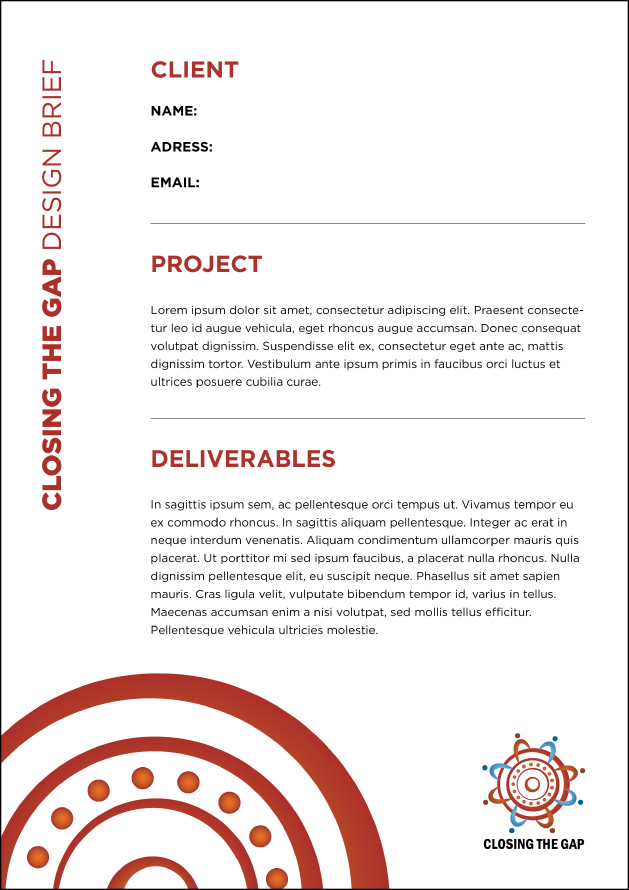 CLOSING THE GAP DESIGN BRIEF
CLIENT
NAME:
ADRESS:
EMAIL:
PROJECT
Lorem ipsum dolor sit amet, consectetur adipiscing elit. Praesent consecte-
tur leo id augue vehicula, eget rhoncus augue accumsan. Donec consequat
volutpat dignissim. Suspendisse elit ex, consectetur eget ante ac, mattis
dignissim tortor. Vestibulum ante ipsum primis in faucibus orci luctus et
ultrices posuere cubilia curae.
DELIVERABLES
In sagittis ipsum sem, ac pellentesque orci tempus ut. Vivamus tempor eu
ex commodo rhoncus. In sagittis aliquam pellentesque. Integer ac erat in
neque interdum venenatis. Aliquam condimentum ullamcorper mauris quis
placerat. Ut porttitor mi sed ipsum faucibus, a placerat nulla rhoncus. Nulla
dignissim pellentesque elit, eu suscipit neque. Phasellus sit amet sapien
mauris. Cras ligula velit, vulputate bibendum tempor id, varius in tellus.
Maecenas accumsan enim a nisi volutpat, sed mollis tellus efficitur.
Pellentesque vehicula ultricies molestie.
CLOSING THE GAP